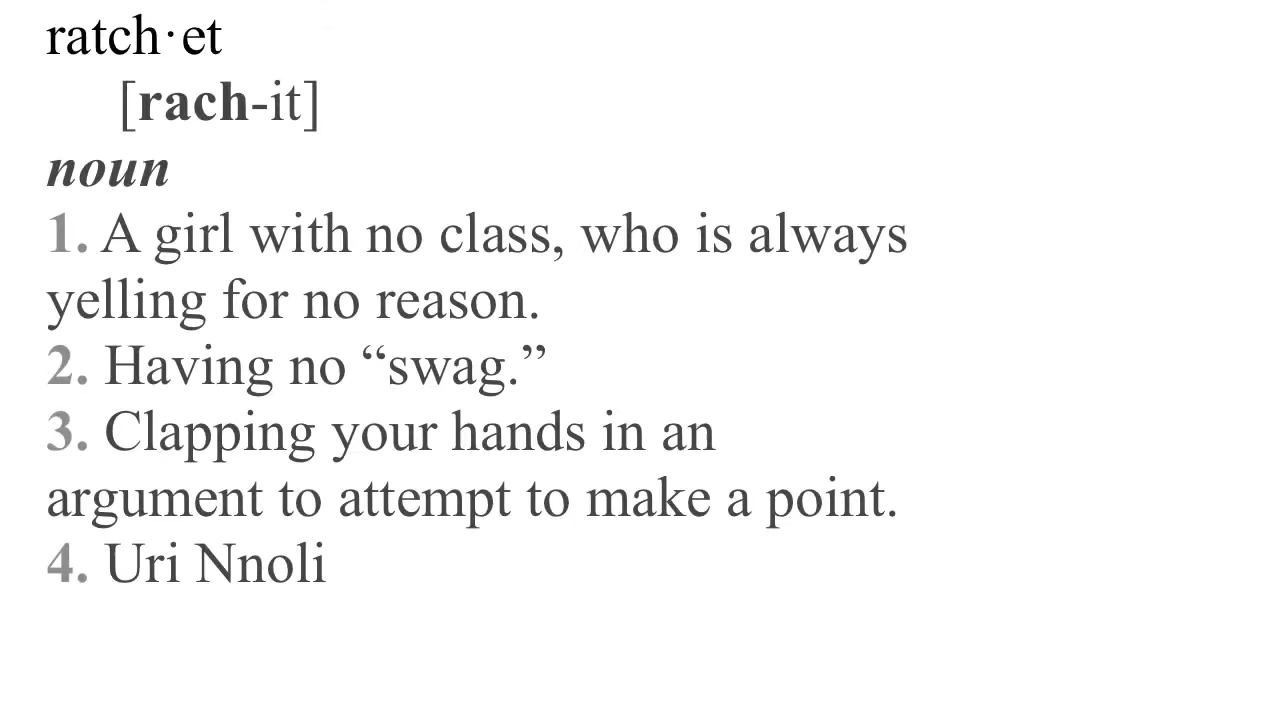 ratch·et
[rach-it]
noun
1. A girl with no class, who is always
yelling for no reason.
2. Having no “swag.”
3. Clapping your hands in an
argument to attempt to make a point.
4. Uri Nnoli